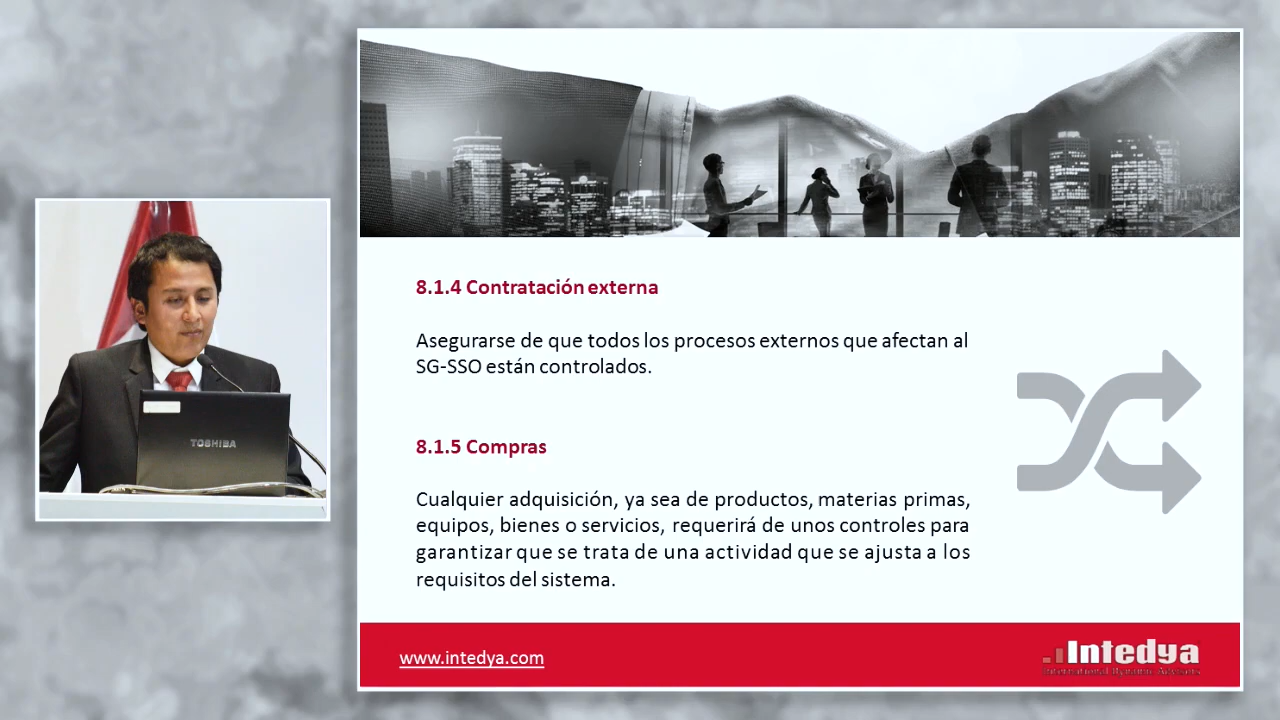 TOSHIBA
8.1.4 Contratación externa
Asegurarse de que todos los procesos externos que afectan al
SG-SSO están controlados.
8.1.5 Compras
Cualquier adquisición, ya sea de productos, materias primas,
equipos, bienes o servicios, requerirá de unos controles para
garantizar que se trata de una actividad que se ajusta a los
requisitos del sistema.
www.intedya.com
Intedya
International Dynamic Advisors